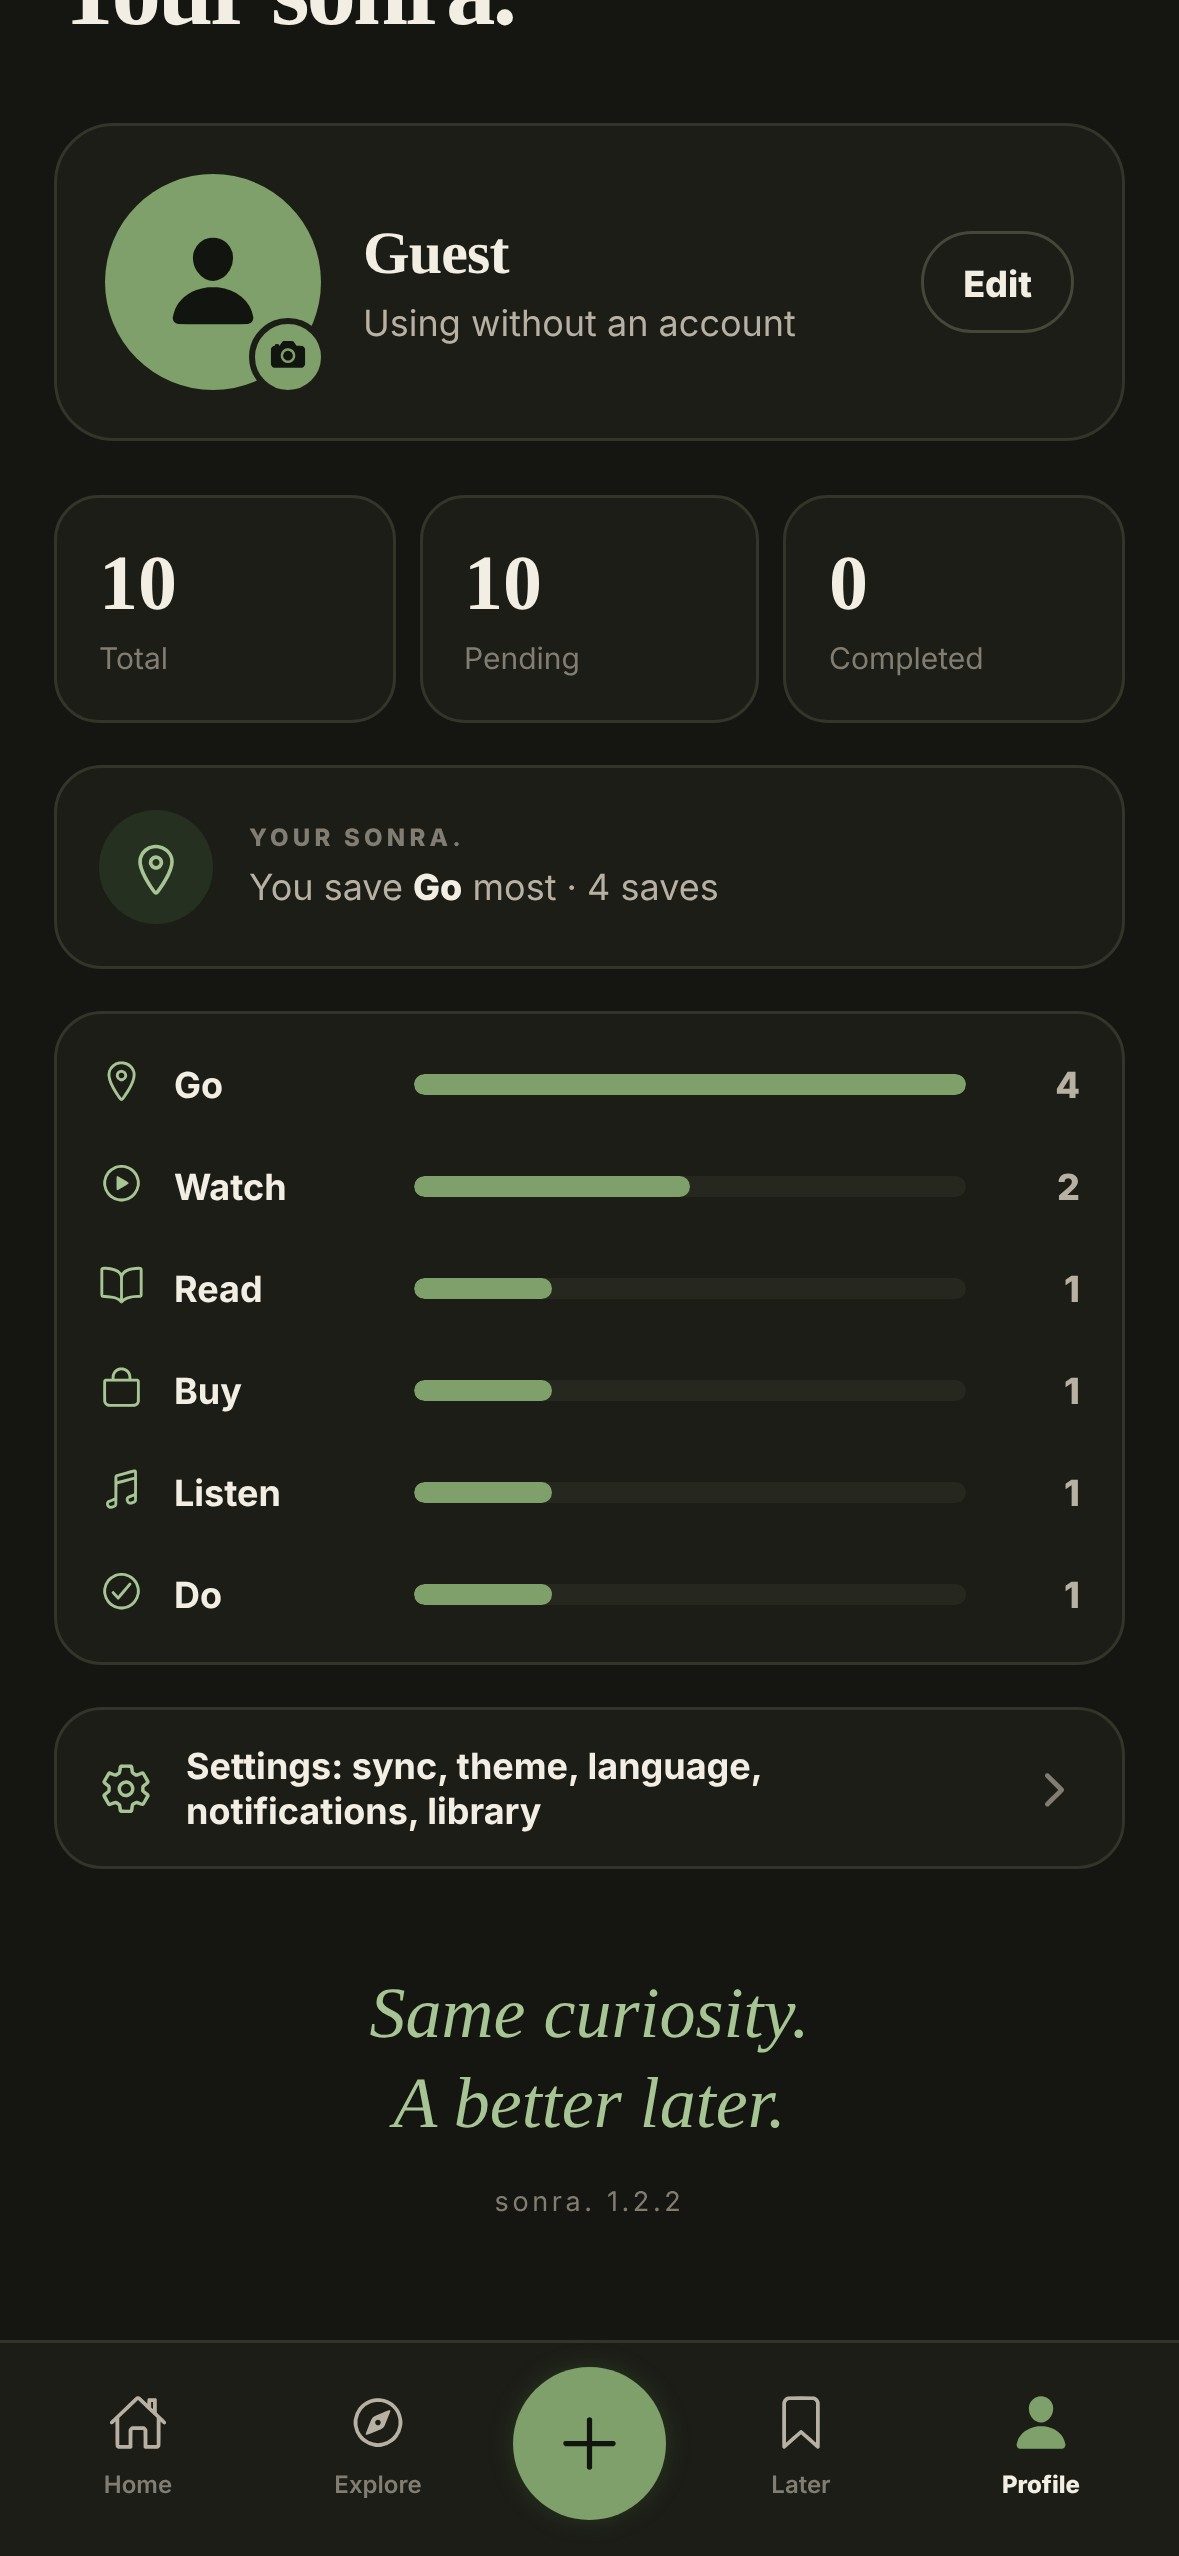 Your sonra.
Guest
Using without an account
Edit
10
Total
10
Pending
0
Completed
YOUR SONRA.
You save Go most · 4 saves
Go
4
Watch
2
Read
1
Buy
1
Listen
1
Do
1
Settings: sync, theme, language,
notifications, library
Same curiosity.
A better later.
sonra. 1.2.2
Home
Explore
Later
Profile